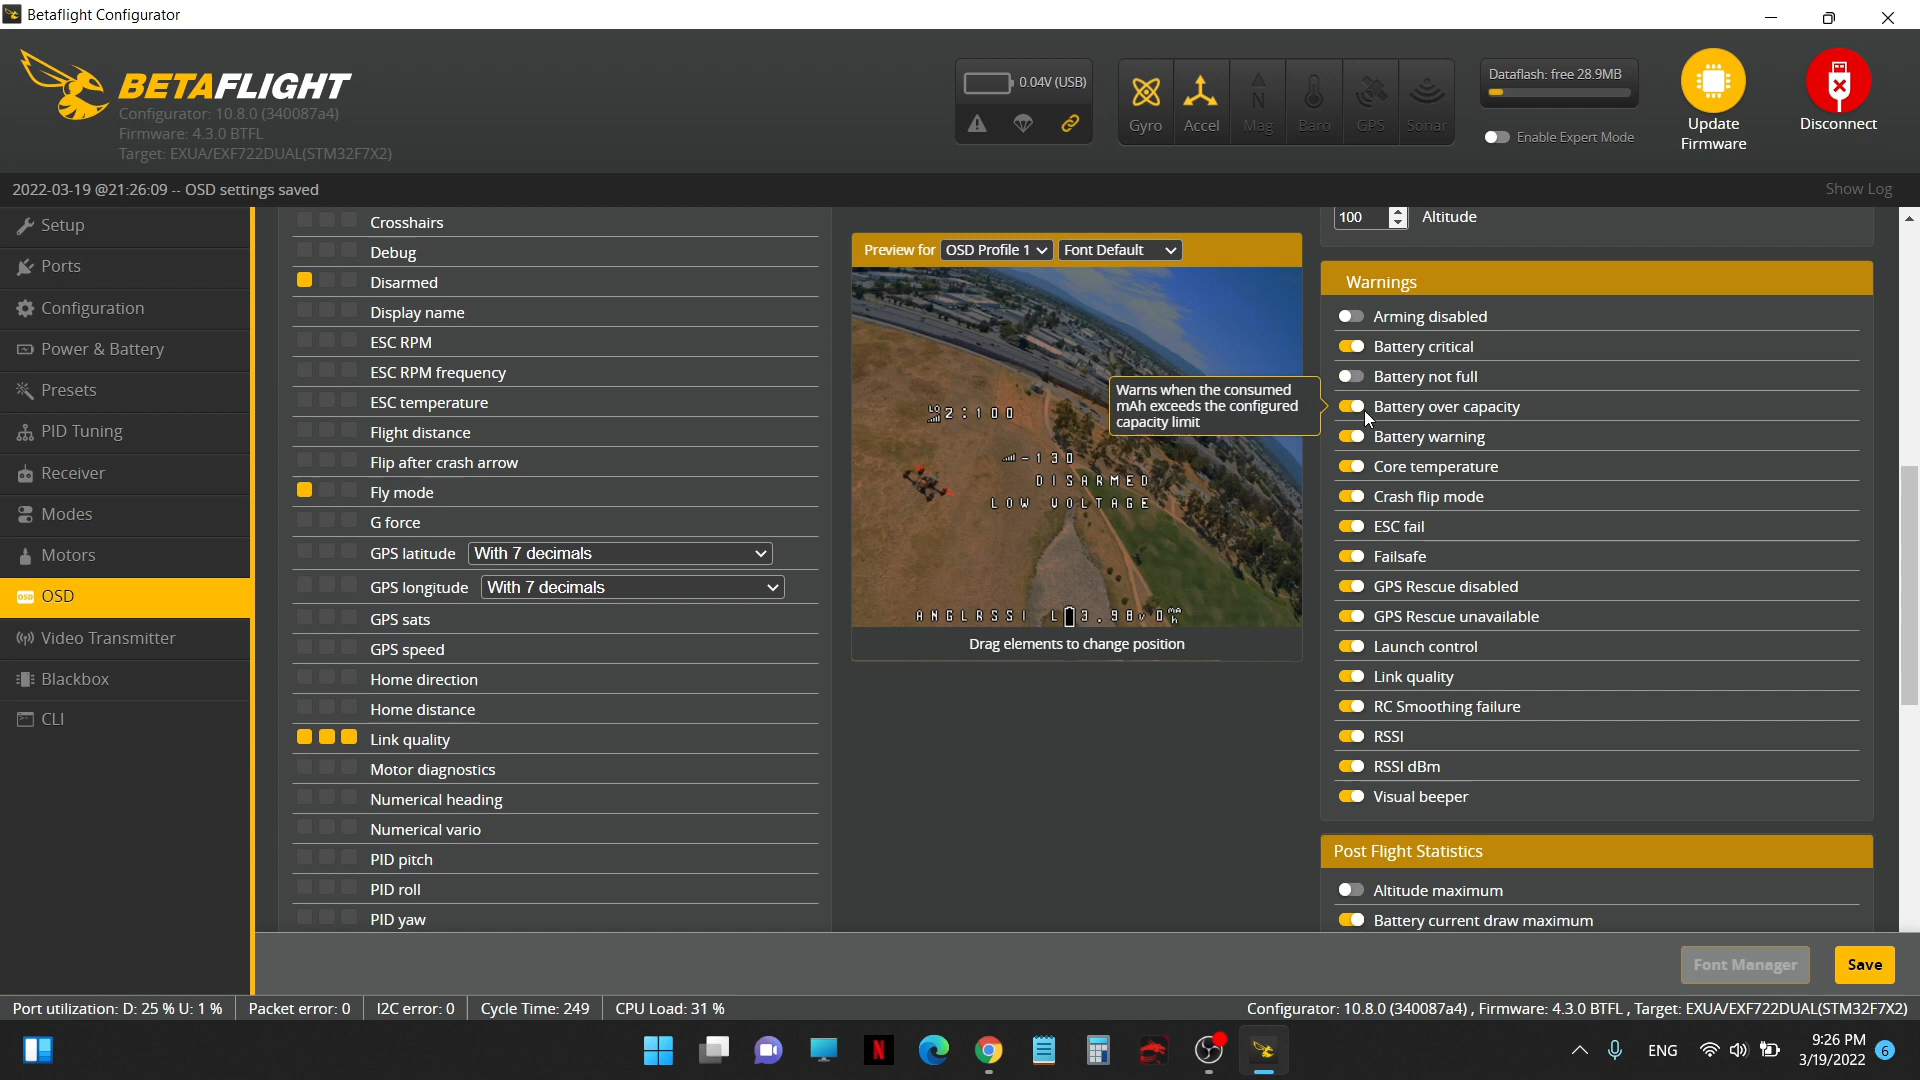 Betaflight Configurator
BETAFLIGHT
Configurator: 10.8.0 (340087a4)
Firmware: 4.3.0 BTFL
Target: EXUA/EXF722DUAL(STM32F7X2)
0.04V (USB)
Gyro
Accel
Mag
Baro
GPS
Sonar
Dataflash: free 28.9MB
Enable Expert Mode
Update
Firmware
Disconnect
2022-03-19 @21:26:09 -- OSD settings saved
Show Log
Setup
Ports
Configuration
Power & Battery
Presets
PID Tuning
Receiver
Modes
Motors
OSD
Video Transmitter
Blackbox
CLI
Crosshairs
Debug
Disarmed
Display name
ESC RPM
ESC RPM frequency
ESC temperature
Flight distance
Flip after crash arrow
Fly mode
G force
GPS latitude With 7 decimals
GPS longitude With 7 decimals
GPS sats
GPS speed
Home direction
Home distance
Link quality
Motor diagnostics
Numerical heading
Numerical vario
PID pitch
PID roll
PID yaw
Preview for OSD Profile 1 Font Default
LQ 2:100
-130
DISARMED
LOW VOLTAGE
ANGLRSSI L 3.98V 0 mAh
Drag elements to change position
Warns when the consumed
mAh exceeds the configured
capacity limit
100 Altitude
Warnings
Arming disabled
Battery critical
Battery not full
Battery over capacity
Battery warning
Core temperature
Crash flip mode
ESC fail
Failsafe
GPS Rescue disabled
GPS Rescue unavailable
Launch control
Link quality
RC Smoothing failure
RSSI
RSSI dBm
Visual beeper
Post Flight Statistics
Altitude maximum
Battery current draw maximum
Font Manager
Save
Port utilization: D: 25 % U: 1 %
Packet error: 0
I2C error: 0
Cycle Time: 249
CPU Load: 31 %
Configurator: 10.8.0 (340087a4) , Firmware: 4.3.0 BTFL , Target: EXUA/EXF722DUAL(STM32F7X2)
N
ENG
9:26 PM
3/19/2022
6